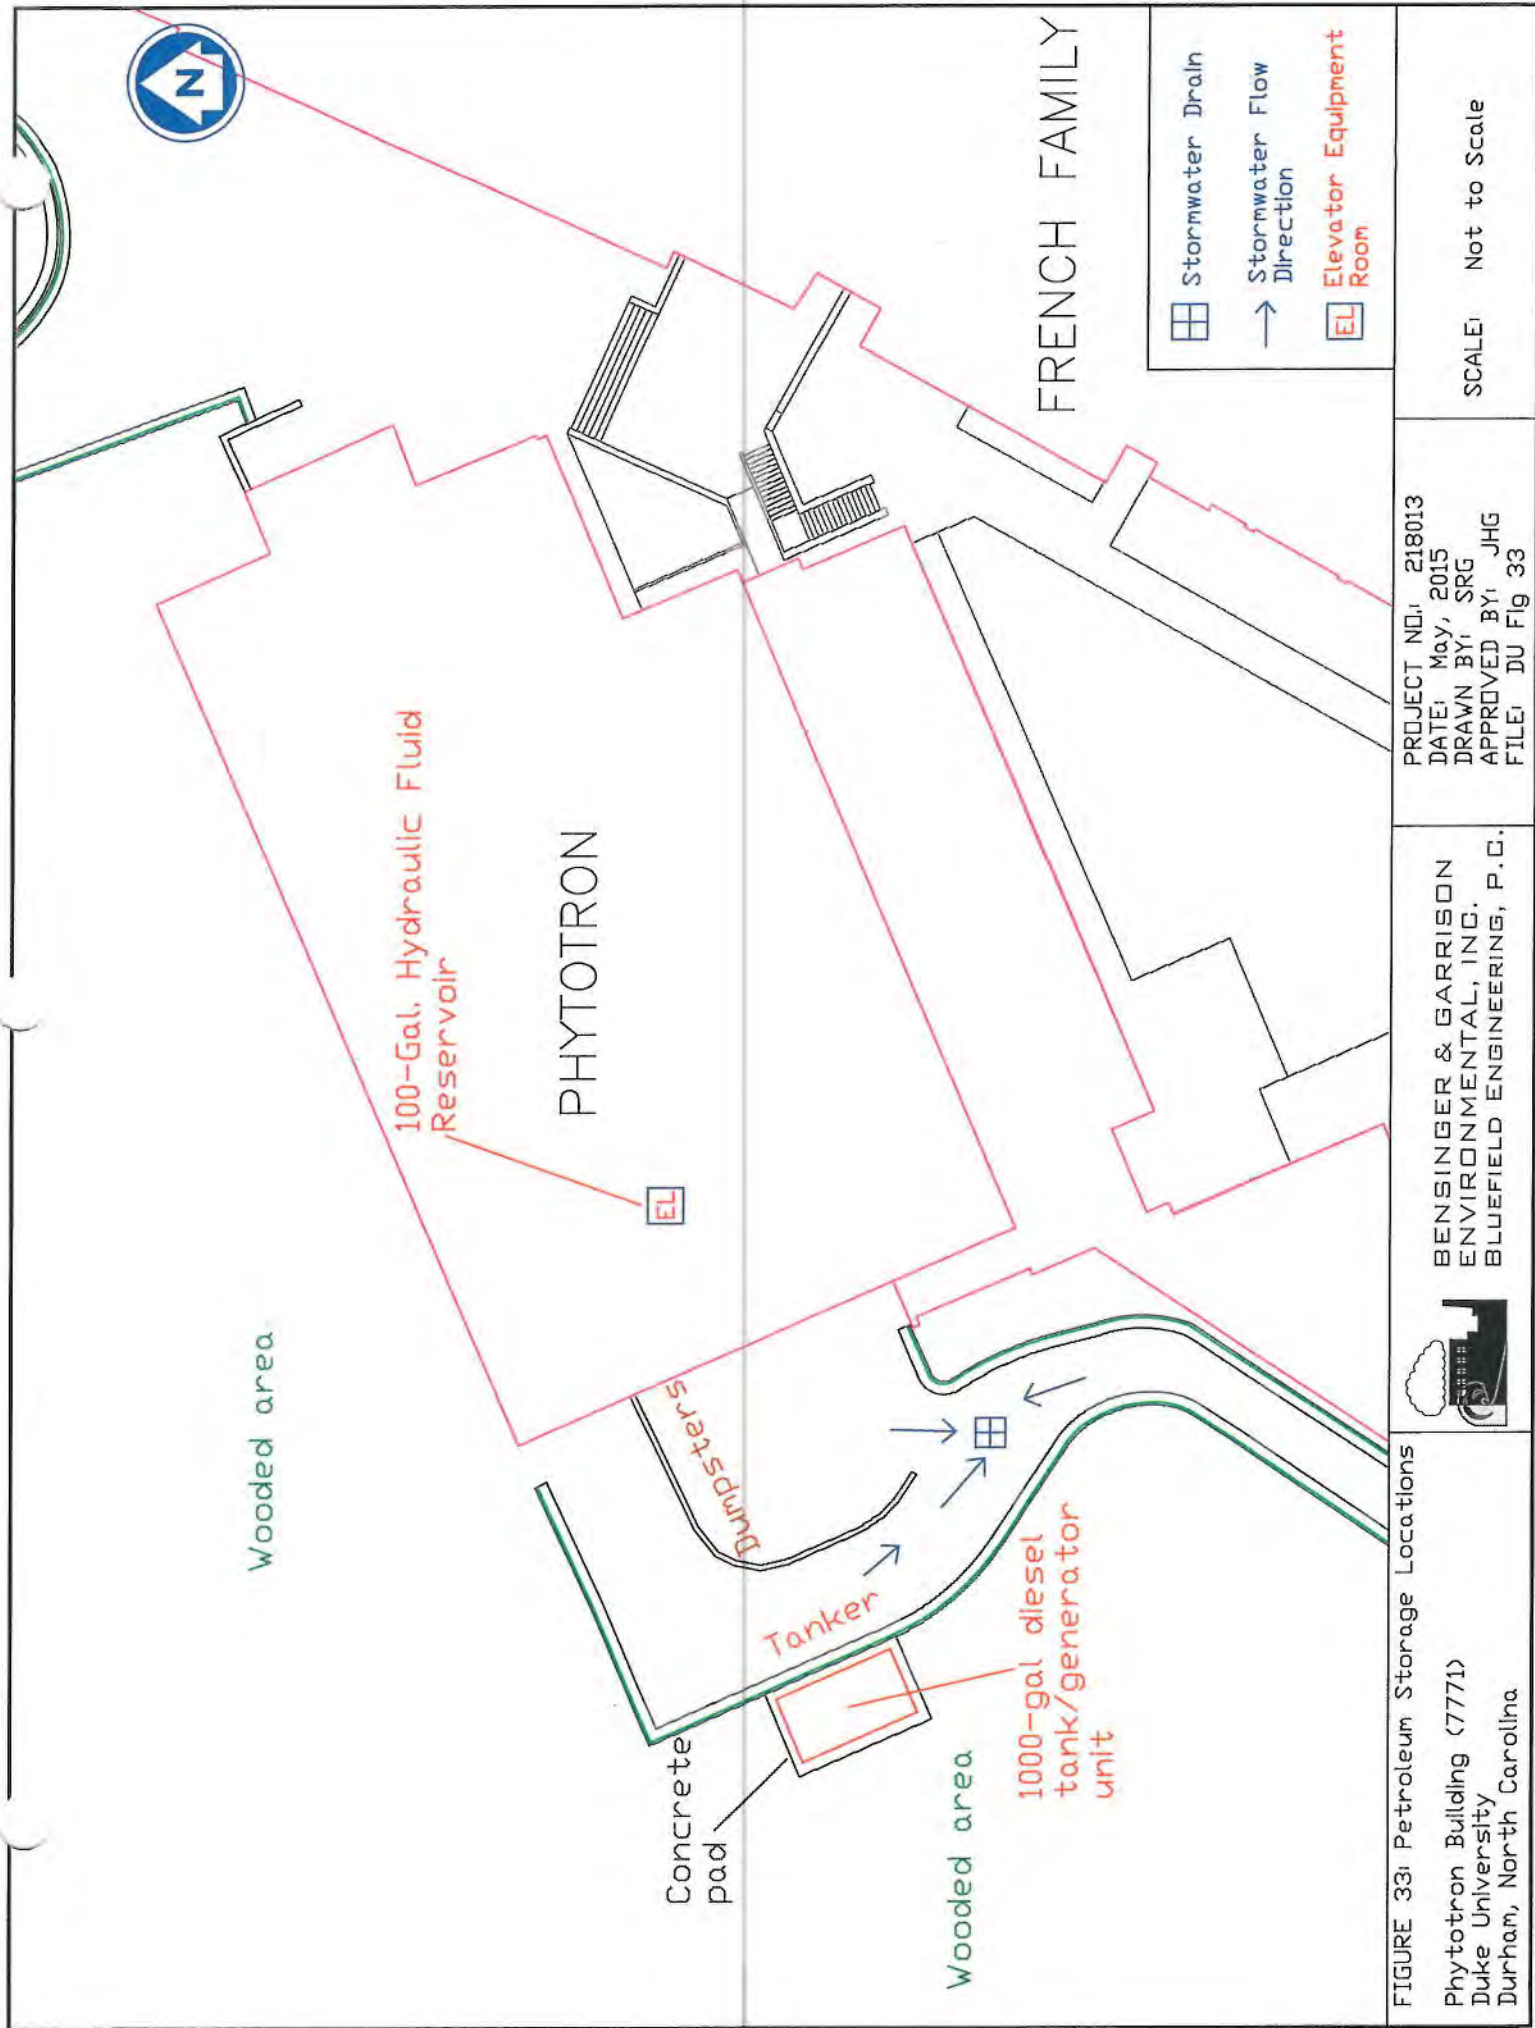 N
Wooded area
100-Gal. Hydraulic Fluid
Reservoir
PHYTOTRON
EL
Dumpsters
Tanker
Concrete
pad
Wooded area
1000-gal diesel
tank/generator
unit
FRENCH FAMILY
Stormwater Drain
Stormwater Flow
Direction
EL Elevator Equipment
Room
FIGURE 33: Petroleum Storage Locations
Phytotron Building (7771)
Duke University
Durham, North Carolina
BENSINGER & GARRISON
ENVIRONMENTAL, INC.
BLUEFIELD ENGINEERING, P.C.
PROJECT NO.: 218013
DATE: May, 2015
DRAWN BY: SRG
APPROVED BY: JHG
FILE: DU Fig 33
SCALE: Not to Scale